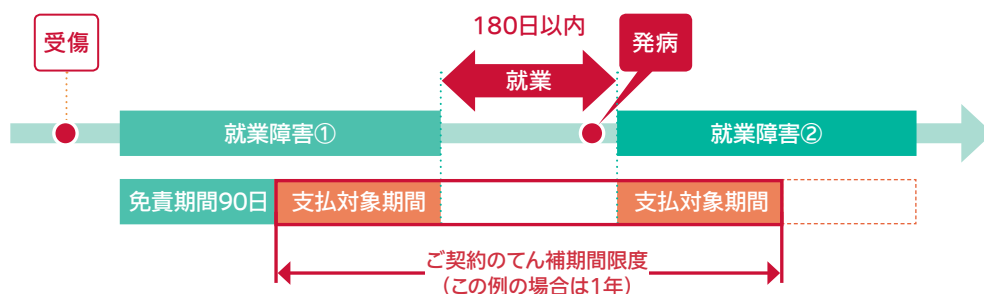 180日以内
受傷
発病
就業
就業障害①
就業障害②
免責期間90日
支払対象期間
支払対象期間
ご契約のてん補期間限度
(この例の場合は1年)